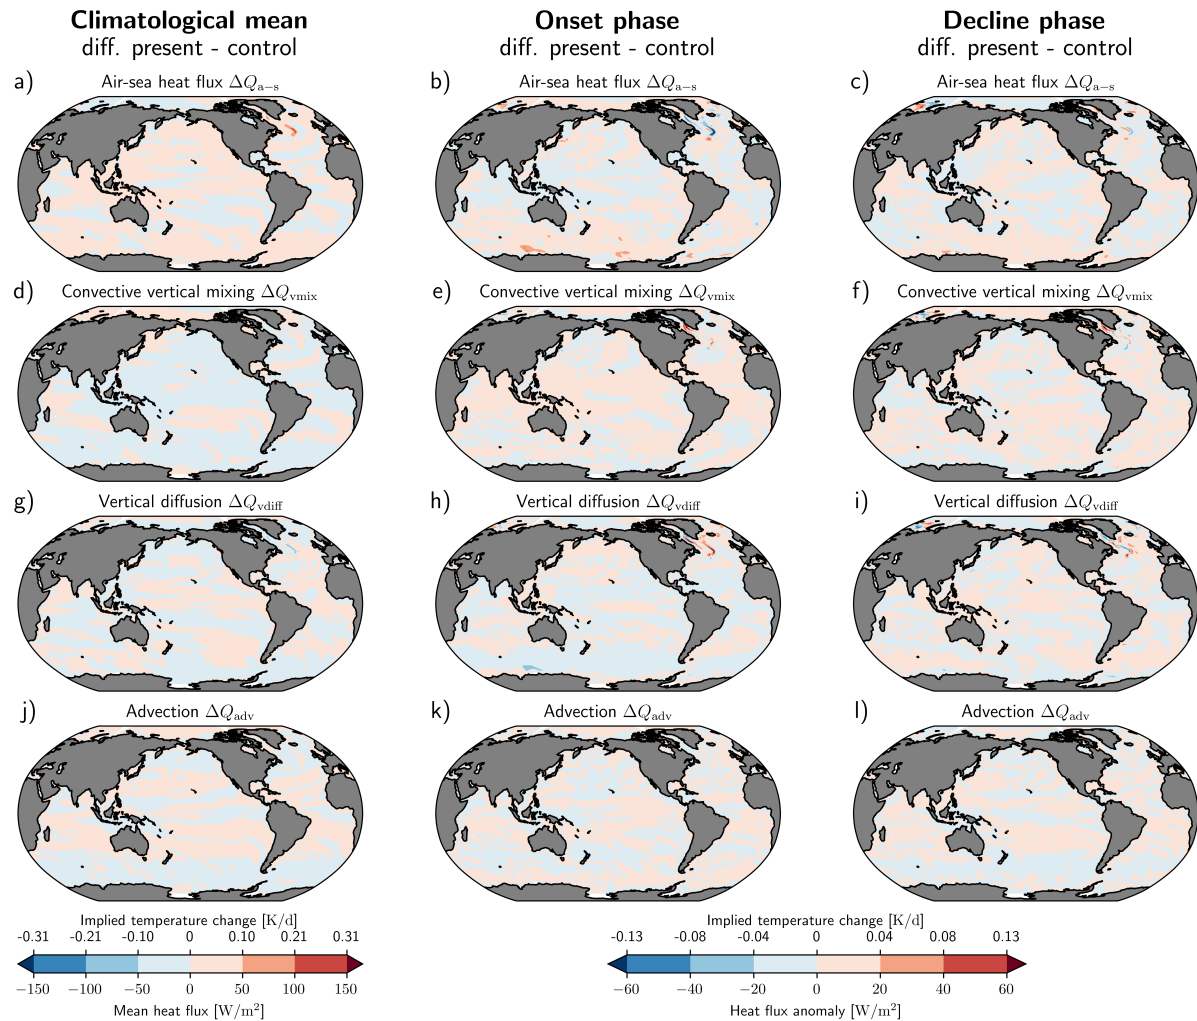 Climatological mean
diff. present - control
Onset phase
diff. present - control
Decline phase
diff. present - control
a) Air-sea heat flux ΔQa−s
b) Air-sea heat flux ΔQa−s
c) Air-sea heat flux ΔQa−s
d) Convective vertical mixing ΔQvmix
e) Convective vertical mixing ΔQvmix
f) Convective vertical mixing ΔQvmix
g) Vertical diffusion ΔQvdiff
h) Vertical diffusion ΔQvdiff
i) Vertical diffusion ΔQvdiff
j) Advection ΔQadv
k) Advection ΔQadv
l) Advection ΔQadv
Implied temperature change [K/d]
-0.31 -0.21 -0.10 0 0.10 0.21 0.31
−150 −100 −50 0 50 100 150
Mean heat flux [W/m²]
Implied temperature change [K/d]
-0.13 -0.08 -0.04 0 0.04 0.08 0.13
−60 −40 −20 0 20 40 60
Heat flux anomaly [W/m²]